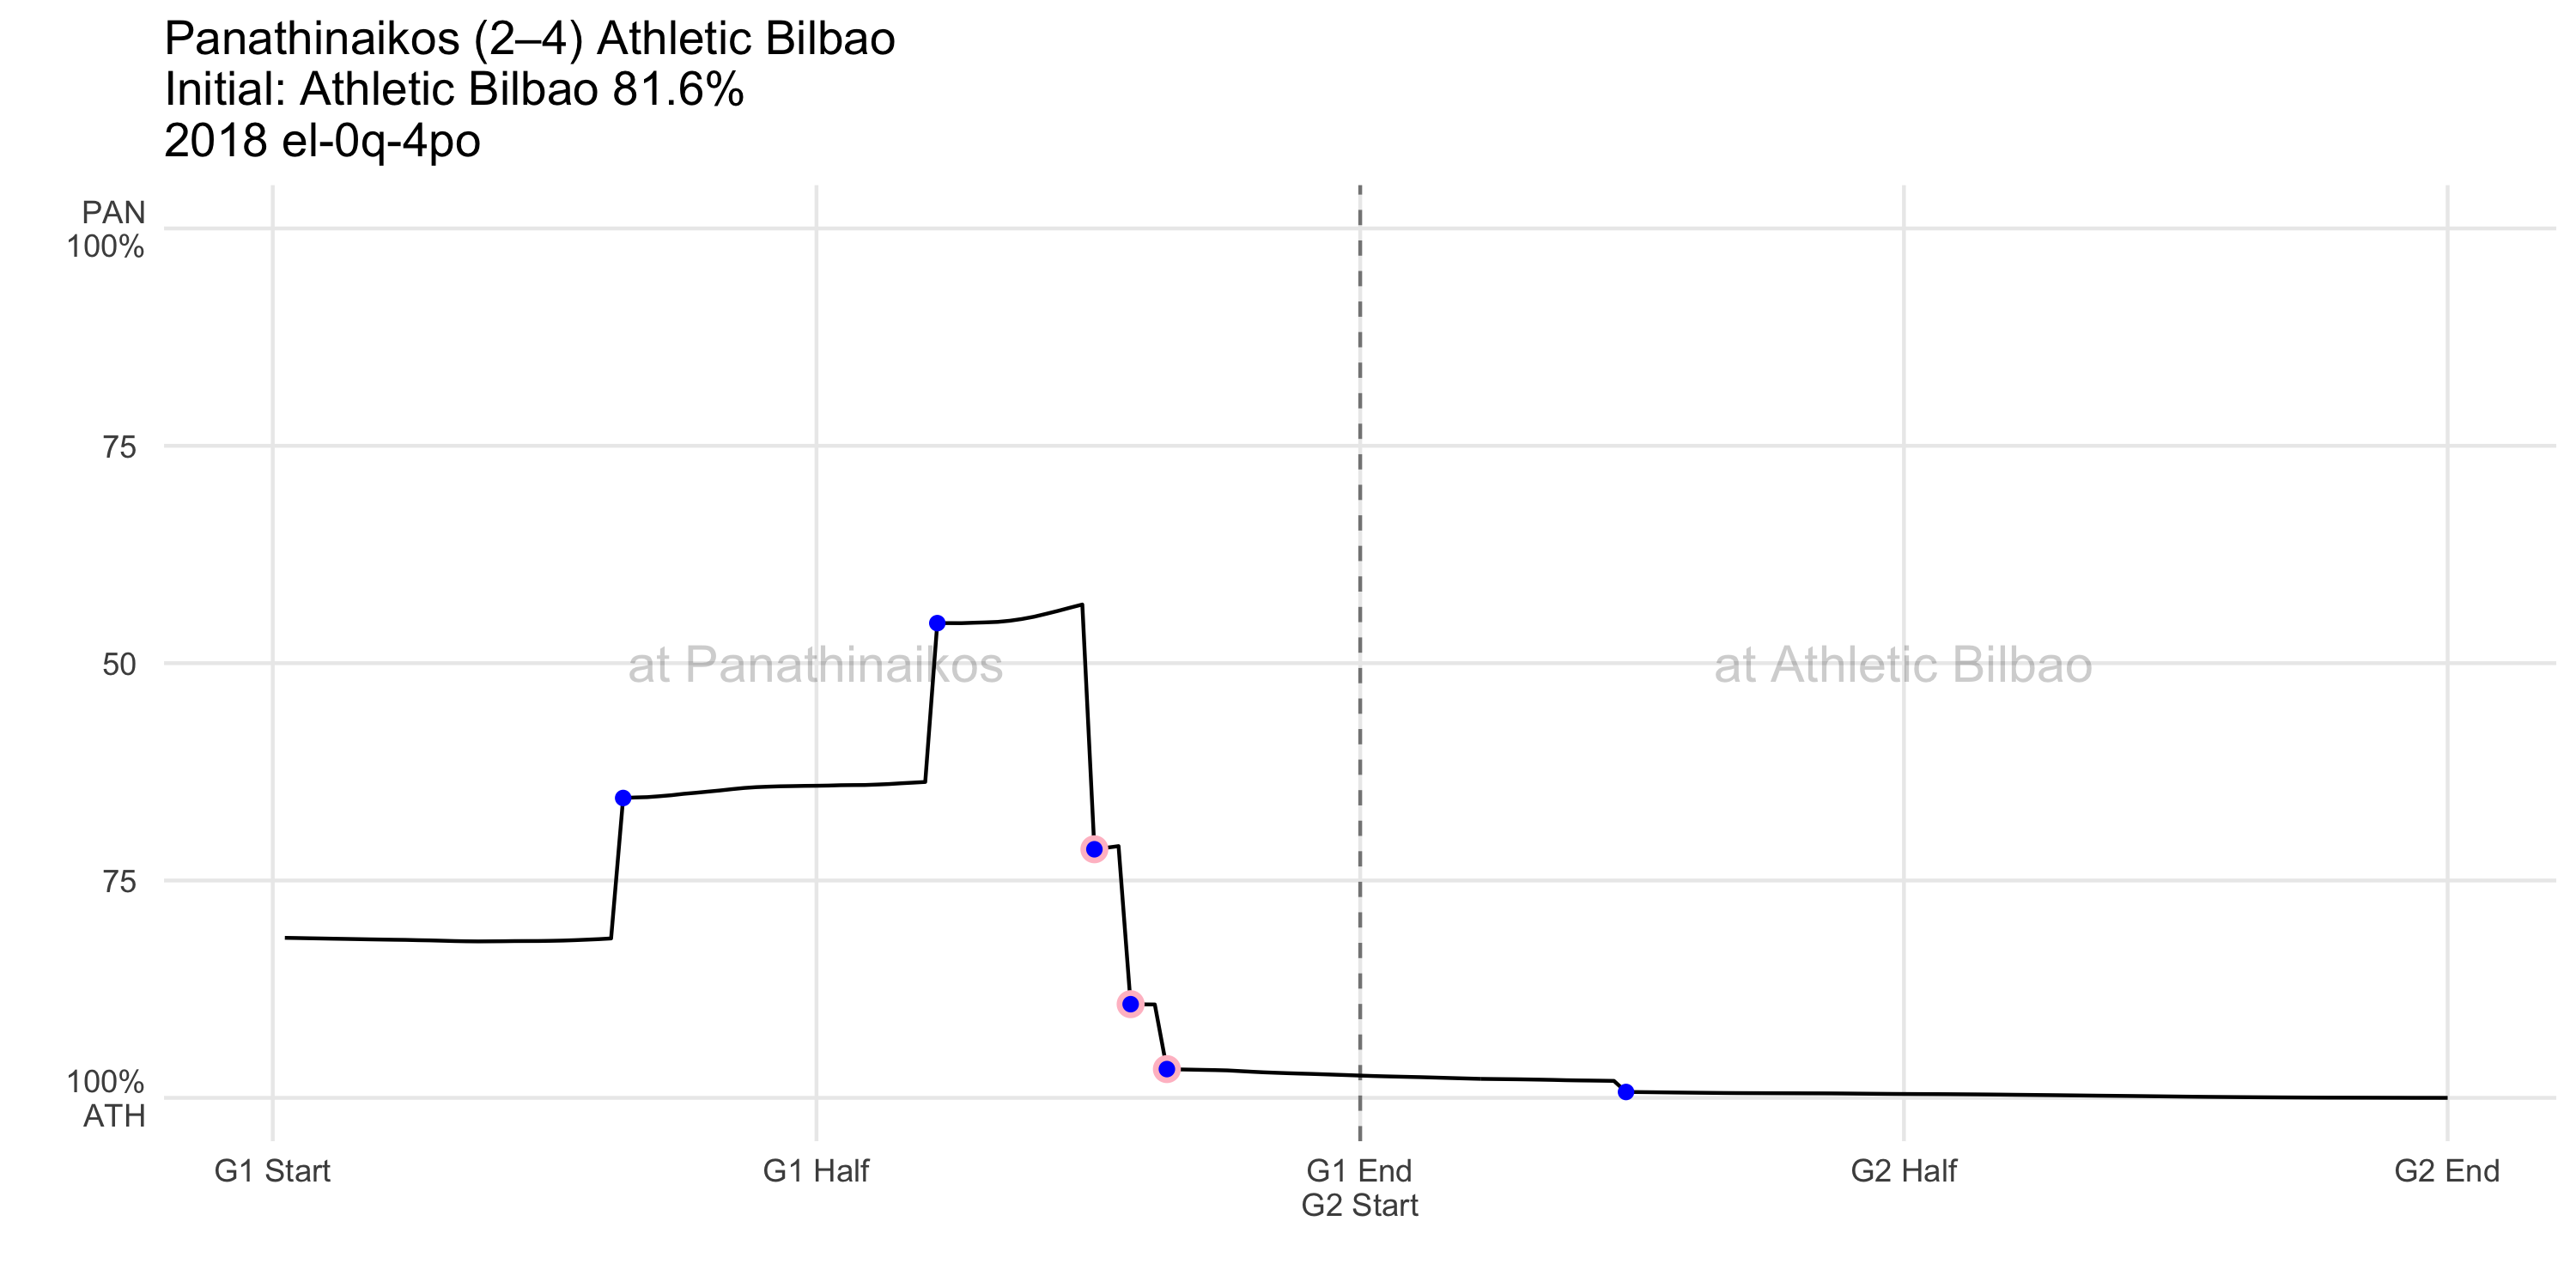 Panathinaikos (2–4) Athletic Bilbao
Initial: Athletic Bilbao 81.6%
2018 el-0q-4po
PAN
100%
75
50
75
100%
ATH
at Panathinaikos
at Athletic Bilbao
G1 Start
G1 Half
G1 End
G2 Start
G2 Half
G2 End